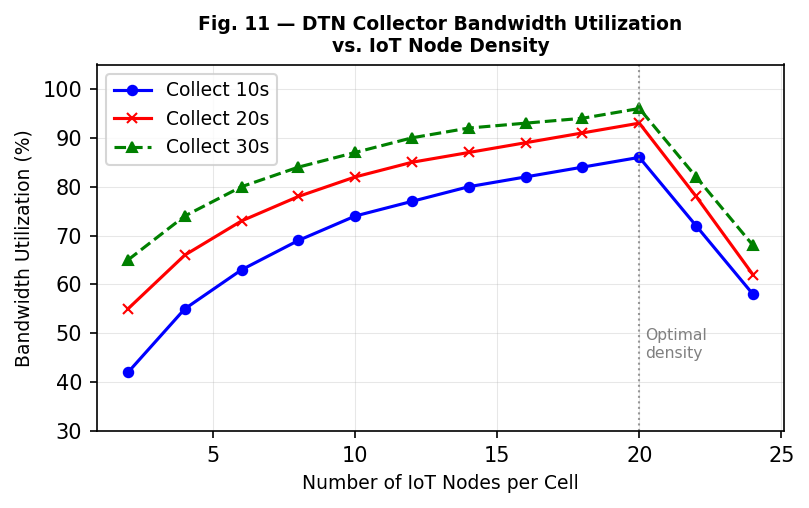 Fig. 11 — DTN Collector Bandwidth Utilization
vs. IoT Node Density
Collect 10s
Collect 20s
Collect 30s
Bandwidth Utilization (%)
100
90
80
70
60
50
40
30
Optimal
density
5
10
15
20
25
Number of IoT Nodes per Cell